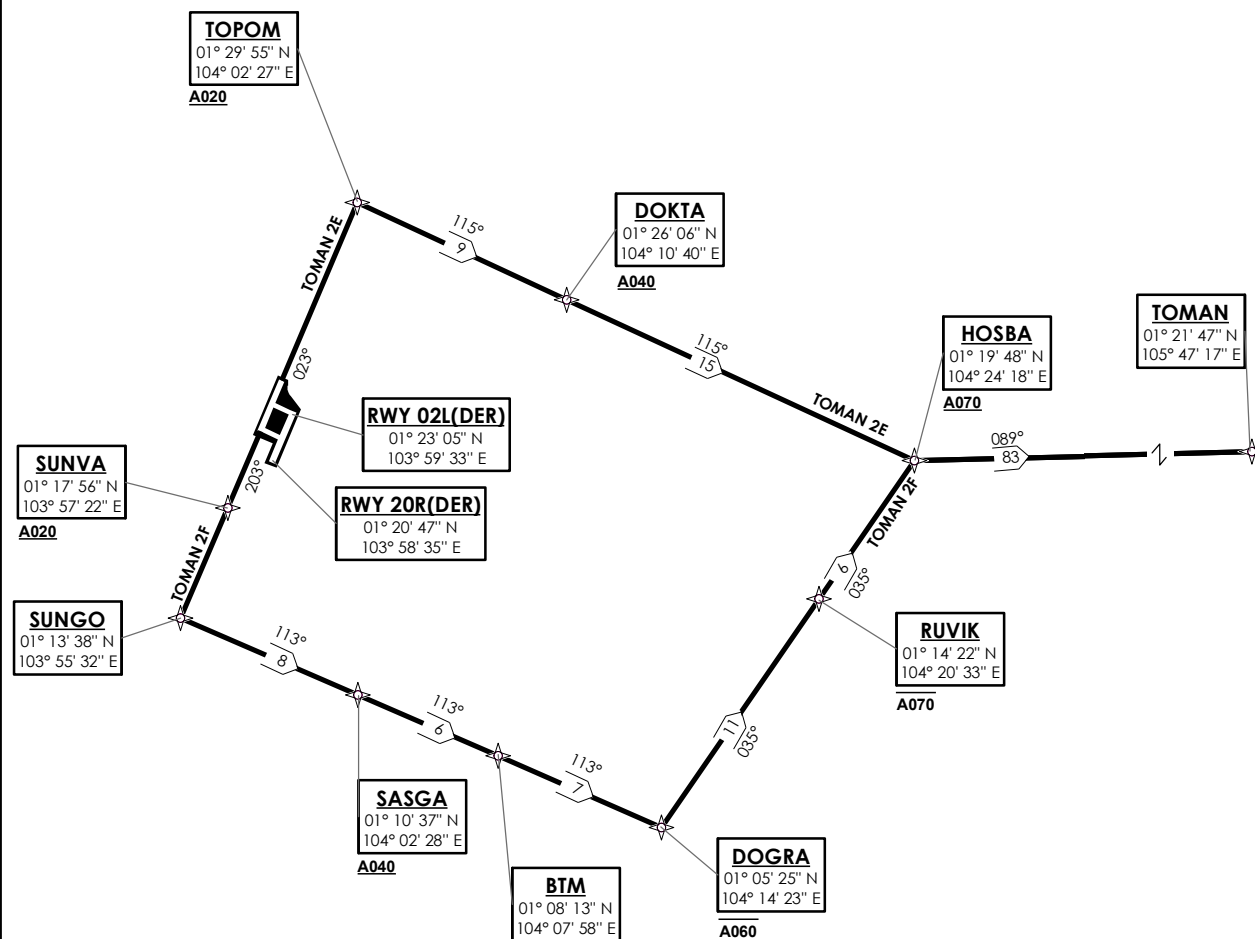 TOPOM
01° 29' 55" N
104° 02' 27" E
A020
TOMAN 2E
115°
9
DOKTA
01° 26' 06" N
104° 10' 40" E
A040
115°
15
TOMAN 2E
HOSBA
01° 19' 48" N
104° 24' 18" E
A070
TOMAN
01° 21' 47" N
105° 47' 17" E
089°
83
023°
RWY 02L(DER)
01° 23' 05" N
103° 59' 33" E
203°
RWY 20R(DER)
01° 20' 47" N
103° 58' 35" E
SUNVA
01° 17' 56" N
103° 57' 22" E
A020
TOMAN 2F
SUNGO
01° 13' 38" N
103° 55' 32" E
113°
8
SASGA
01° 10' 37" N
104° 02' 28" E
A040
113°
6
BTM
01° 08' 13" N
104° 07' 58" E
113°
7
DOGRA
01° 05' 25" N
104° 14' 23" E
A060
11
035°
RUVIK
01° 14' 22" N
104° 20' 33" E
A070
6
035°
TOMAN 2F